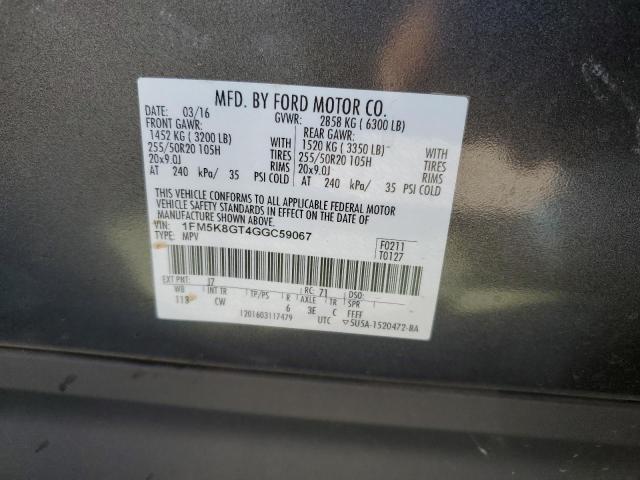 MFD. BY FORD MOTOR CO.
DATE: 03/16 GVWR: 2858 KG ( 6300 LB)
FRONT GAWR: REAR GAWR:
1452 KG ( 3200 LB) WITH 1520 KG( 3350 LB) WITH
255/50R20 105H TIRES 255/50R20 105H TIRES
20x9.0J RIMS 20x9.0J RIMS
AT 240 kPa/ 35 PSI COLD AT 240 kPa/ 35 PSI COLD
THIS VEHICLE CONFORMS TO ALL APPLICABLE FEDERAL MOTOR
VEHICLE SAFETY STANDARDS IN EFFECT ON THE DATE OF
MANUFACTURE SHOWN ABOVE.
VIN: 1FM5K8GT4GGC59067
TYPE: MPV
F0211
T0127
EXT PNT: J7 RC: 71 DSO:
WB INT TR TP/PS R AXLE TR SPR
113 CW 6 3E C FFFF
1201603117479 UTC ▽5U5A-1520472-BA